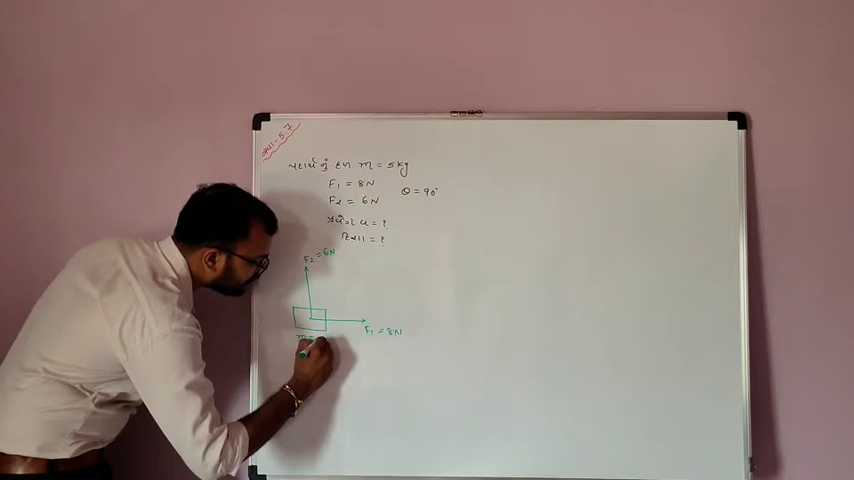 સ્વા-5.7
પદાર્થનું દળ m = 5kg
F₁ = 8N
F₂ = 6N
θ = 90°
પ્રવેગ a = ?
દિશા = ?
F₂ = 6N
F₁ = 8N
m =